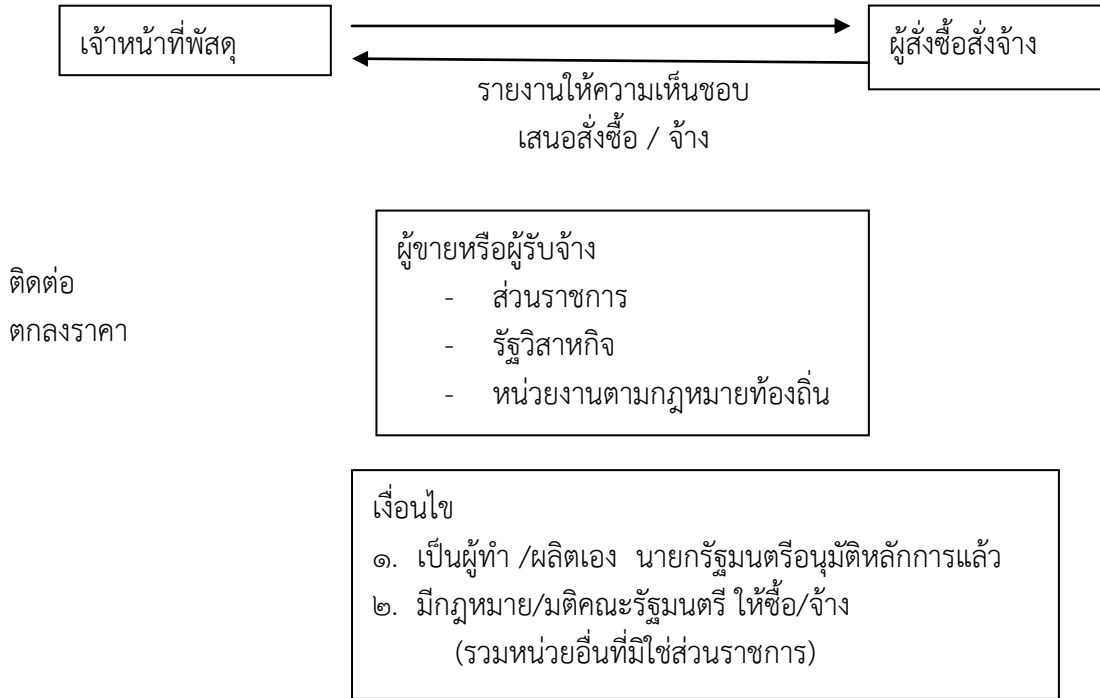 เจ้าหน้าที่พัสดุ
ผู้สั่งซื้อสั่งจ้าง
รายงานให้ความเห็นชอบ
เสนอสั่งซื้อ / จ้าง
ติดต่อ
ตกลงราคา
ผู้ขายหรือผู้รับจ้าง
- ส่วนราชการ
- รัฐวิสาหกิจ
- หน่วยงานตามกฎหมายท้องถิ่น
เงื่อนไข
๑. เป็นผู้ทำ /ผลิตเอง นายกรัฐมนตรีอนุมัติหลักการแล้ว
๒. มีกฎหมาย/มติคณะรัฐมนตรี ให้ซื้อ/จ้าง
(รวมหน่วยอื่นที่มิใช่ส่วนราชการ)